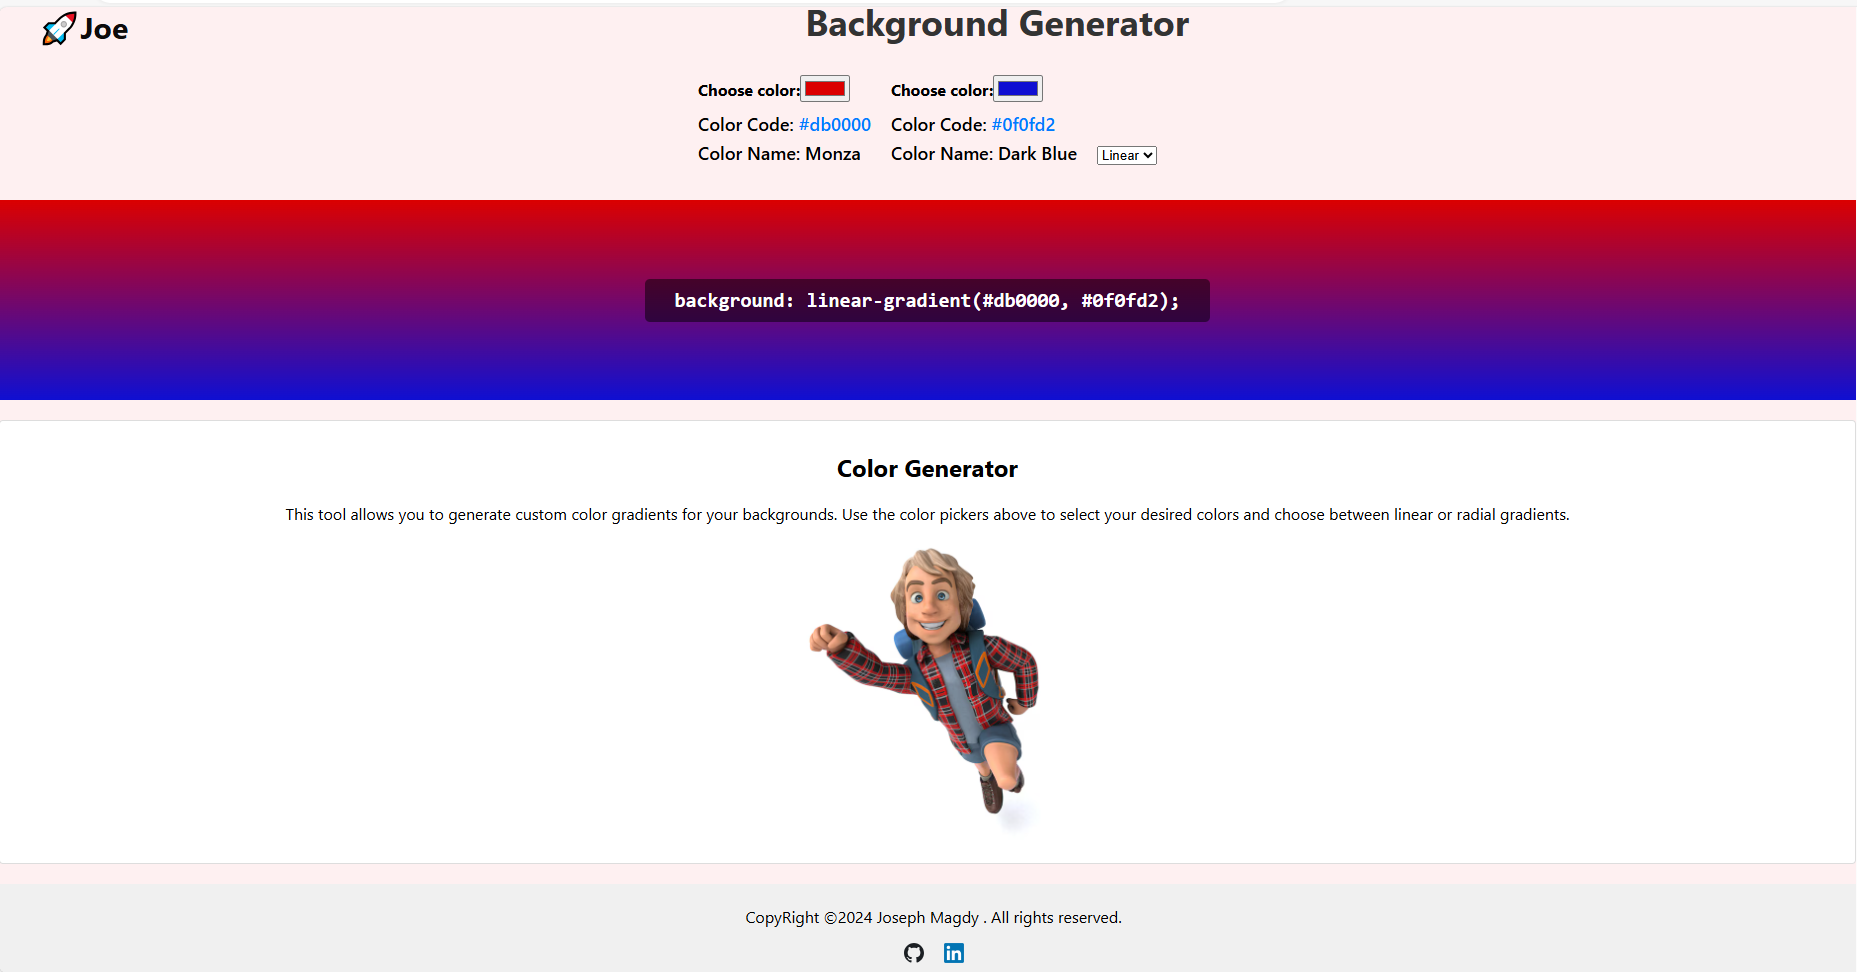 Joe
Background Generator
Choose color: Choose color:
Color Code: #db0000 Color Code: #0f0fd2
Color Name: Monza Color Name: Dark Blue Linear
background: linear-gradient(#db0000, #0f0fd2);
Color Generator
This tool allows you to generate custom color gradients for your backgrounds. Use the color pickers above to select your desired colors and choose between linear or radial gradients.
CopyRight ©2024 Joseph Magdy . All rights reserved.
in